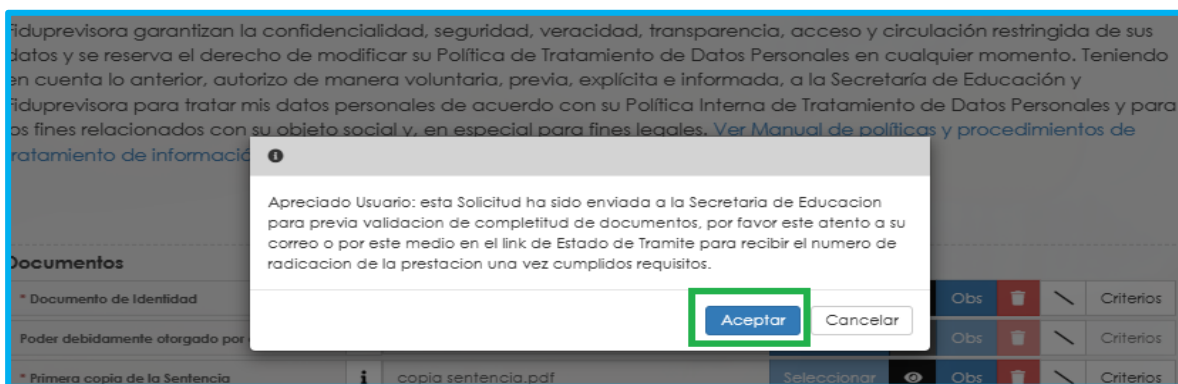 iduprevisora garantizan la confidencialidad, seguridad, veracidad, transparencia, acceso y circulación restringida de sus
datos y se reserva el derecho de modificar su Política de Tratamiento de Datos Personales en cualquier momento. Teniendo
en cuenta lo anterior, autorizo de manera voluntaria, previa, explícita e informada, a la Secretaría de Educación y
iduprevisora para tratar mis datos personales de acuerdo con su Política Interna de Tratamiento de Datos Personales y para
os fines relacionados con su objeto social y, en especial para fines legales. Ver Manual de políticas y procedimientos de
ratamiento de informació
Apreciado Usuario: esta Solicitud ha sido enviada a la Secretaria de Educacion
para previa validacion de completitud de documentos, por favor este atento a su
correo o por este medio en el link de Estado de Tramite para recibir el numero de
radicacion de la prestacion una vez cumplidos requisitos.
Aceptar Cancelar
Documentos
* Documento de Identidad Obs Criterios
Poder debidamente otorgado por Obs Criterios
* Primera copia de la Sentencia i copia sentencia.pdf Seleccionar Obs Criterios